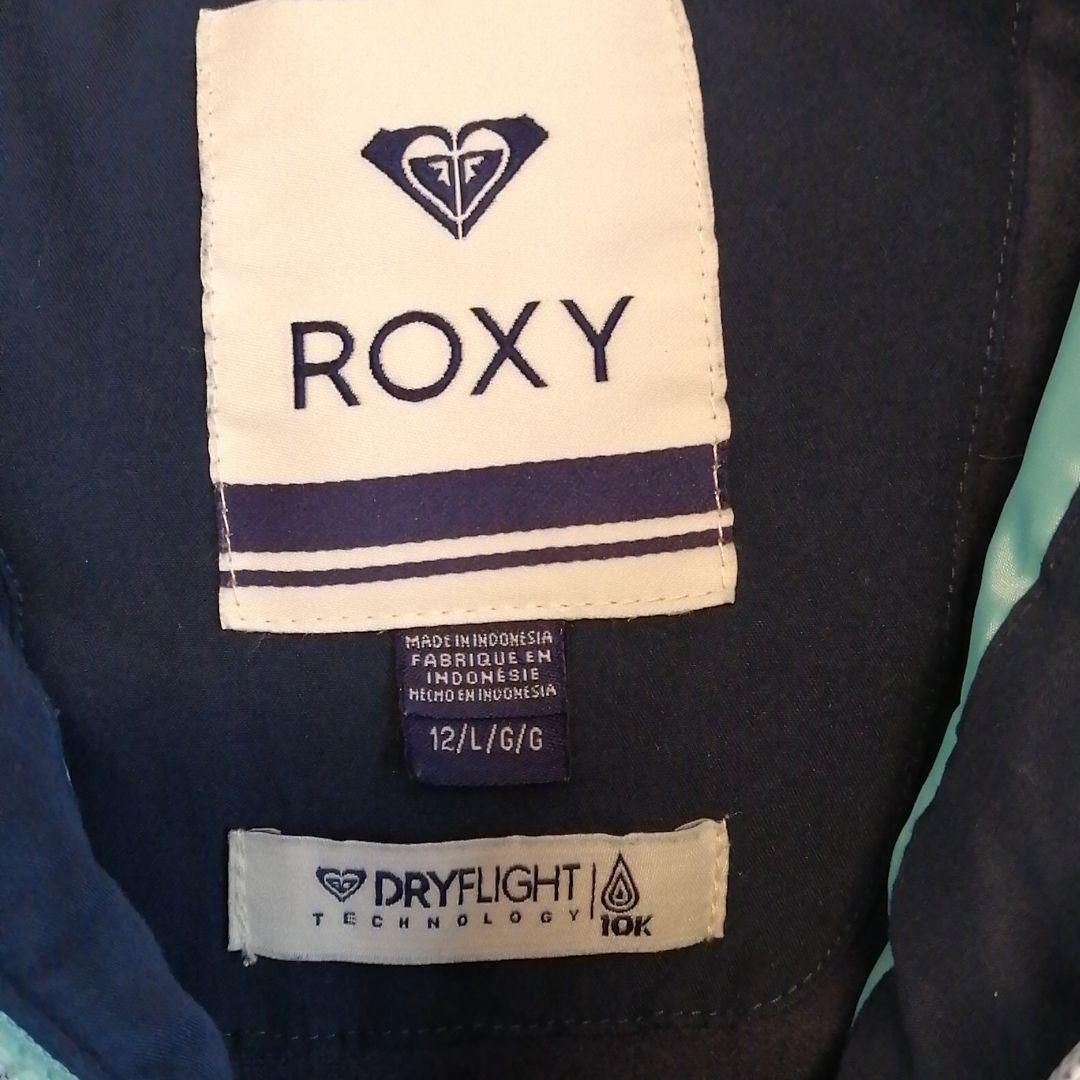 ROXY
MADE IN INDONESIA
FABRIQUE EN
INDONÉSIE
HECHO EN INDONESIA
12/L/G/G
DRYFLIGHT
TECHNOLOGY
10K